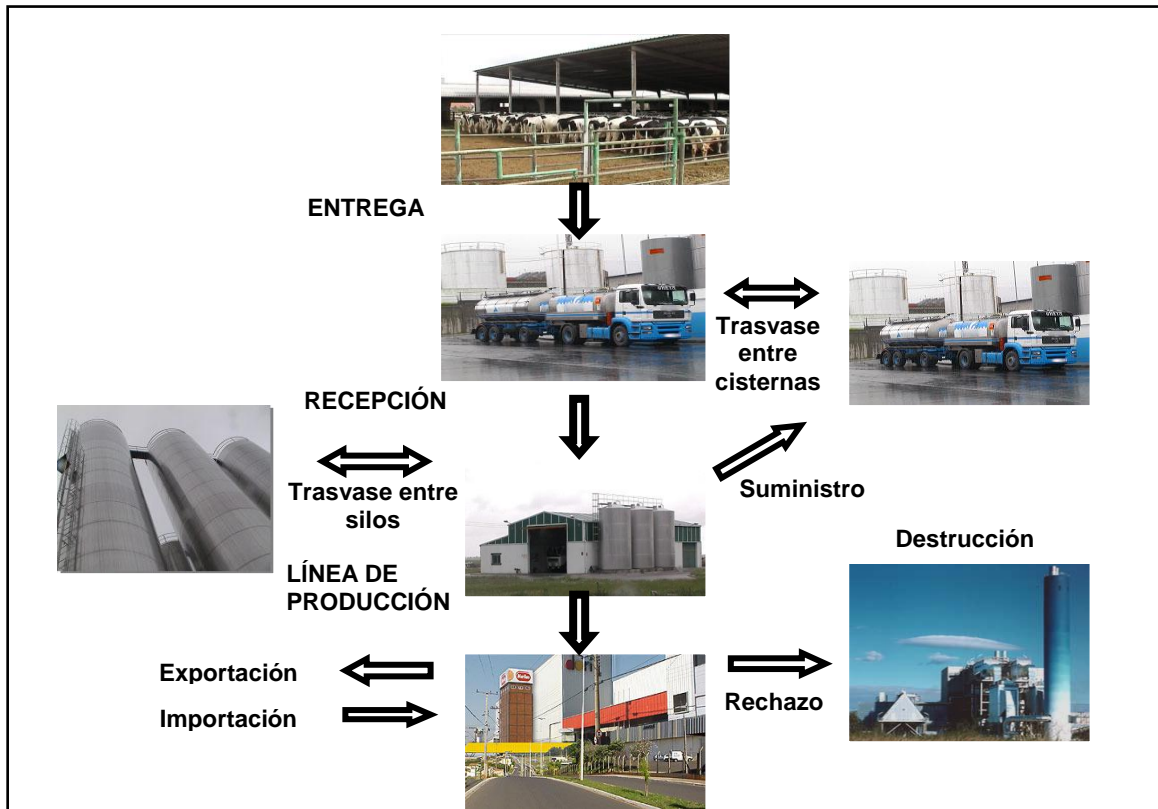 ENTREGA
Trasvase
entre
cisternas
RECEPCIÓN
Trasvase entre
silos
Suministro
Destrucción
LÍNEA DE
PRODUCCIÓN
Exportación
Importación
Rechazo